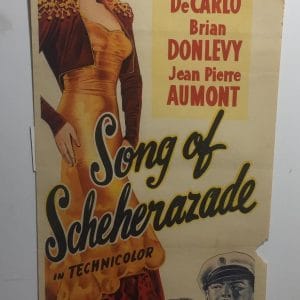 DeCARLO
Brian
DONLEVY
Jean Pierre
AUMONT
Song of
Scheherazade
IN TECHNICOLOR